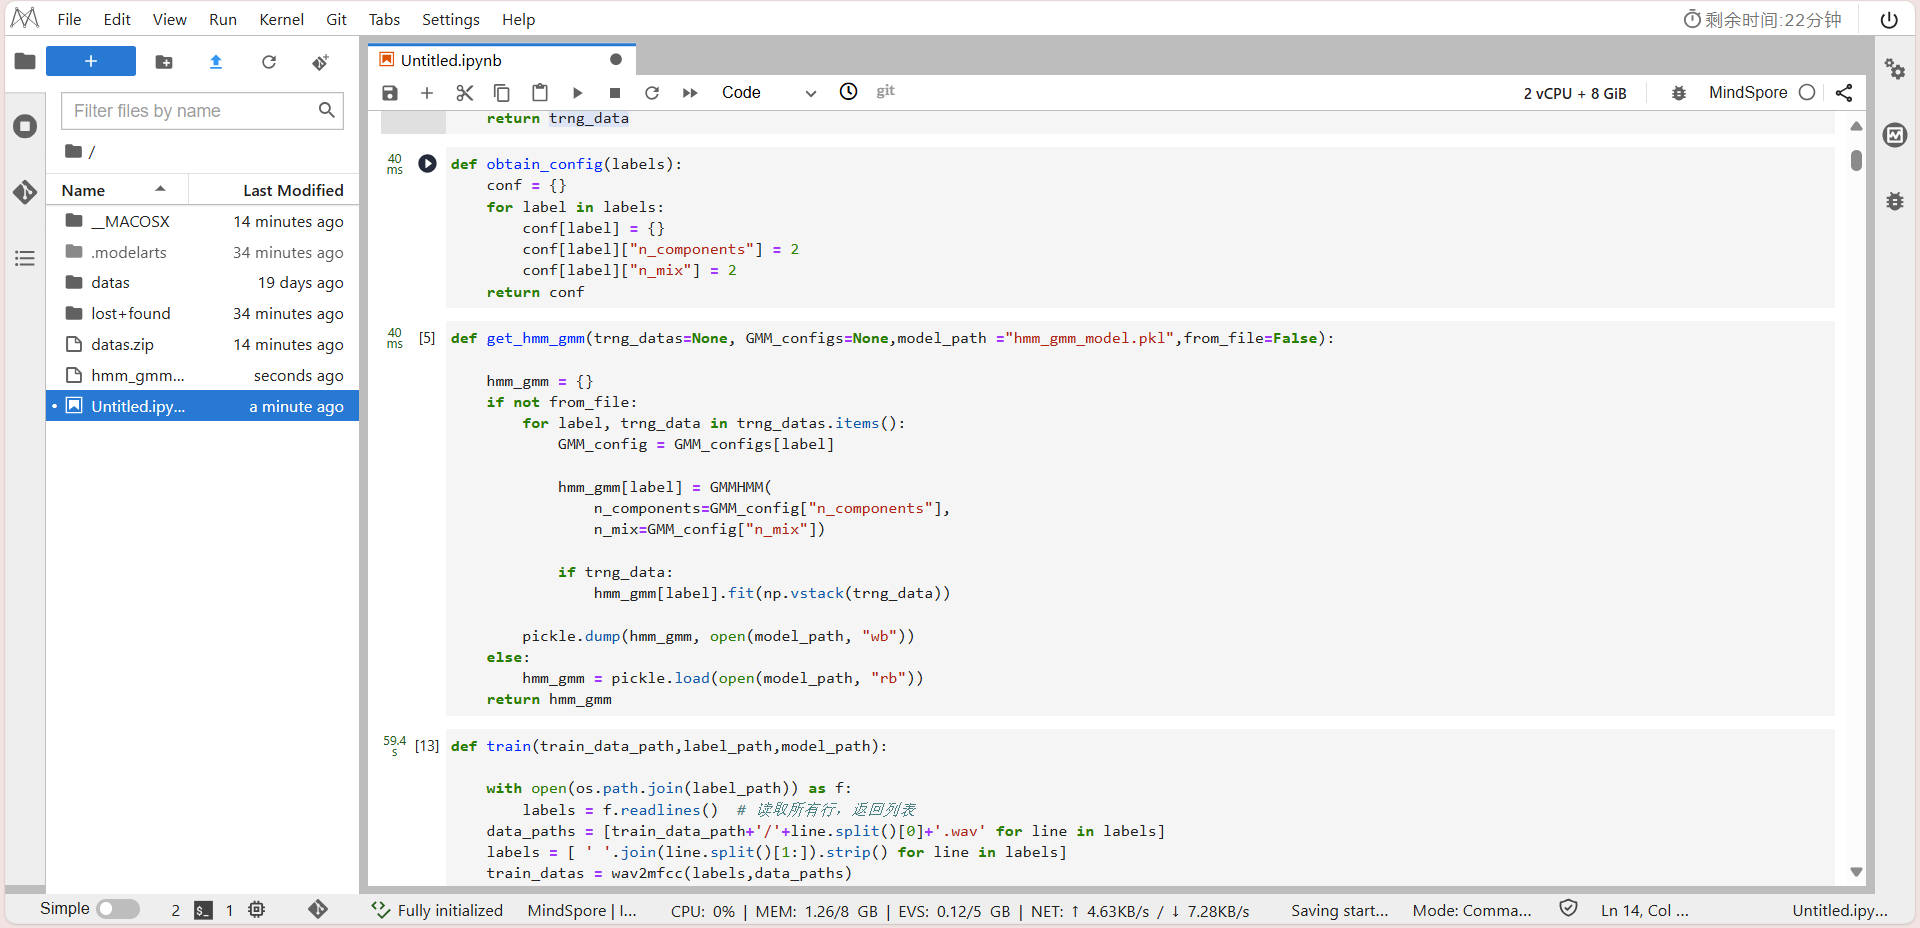 File Edit View Run Kernel Git Tabs Settings Help
剩余时间:22分钟
Untitled.ipynb
Code
git
2 vCPU + 8 GiB
MindSpore
Filter files by name
/
Name Last Modified
__MACOSX 14 minutes ago
.modelarts 34 minutes ago
datas 19 days ago
lost+found 34 minutes ago
datas.zip 14 minutes ago
hmm_gmm... seconds ago
Untitled.ipy... a minute ago
return trng_data
40
ms
def obtain_config(labels):
conf = {}
for label in labels:
conf[label] = {}
conf[label]["n_components"] = 2
conf[label]["n_mix"] = 2
return conf
40
ms
[5]
def get_hmm_gmm(trng_datas=None, GMM_configs=None,model_path ="hmm_gmm_model.pkl",from_file=False):
hmm_gmm = {}
if not from_file:
for label, trng_data in trng_datas.items():
GMM_config = GMM_configs[label]
hmm_gmm[label] = GMMHMM(
n_components=GMM_config["n_components"],
n_mix=GMM_config["n_mix"])
if trng_data:
hmm_gmm[label].fit(np.vstack(trng_data))
pickle.dump(hmm_gmm, open(model_path, "wb"))
else:
hmm_gmm = pickle.load(open(model_path, "rb"))
return hmm_gmm
59.4
s
[13]
def train(train_data_path,label_path,model_path):
with open(os.path.join(label_path)) as f:
labels = f.readlines()  # 读取所有行，返回列表
data_paths = [train_data_path+'/'+line.split()[0]+'.wav' for line in labels]
labels = [ ' '.join(line.split()[1:]).strip() for line in labels]
train_datas = wav2mfcc(labels,data_paths)
Simple 2 $_ 1 Fully initialized MindSpore | I... CPU: 0% | MEM: 1.26/8 GB | EVS: 0.12/5 GB | NET: ↑ 4.63KB/s / ↓ 7.28KB/s Saving start... Mode: Comma... Ln 14, Col ... Untitled.ipy...